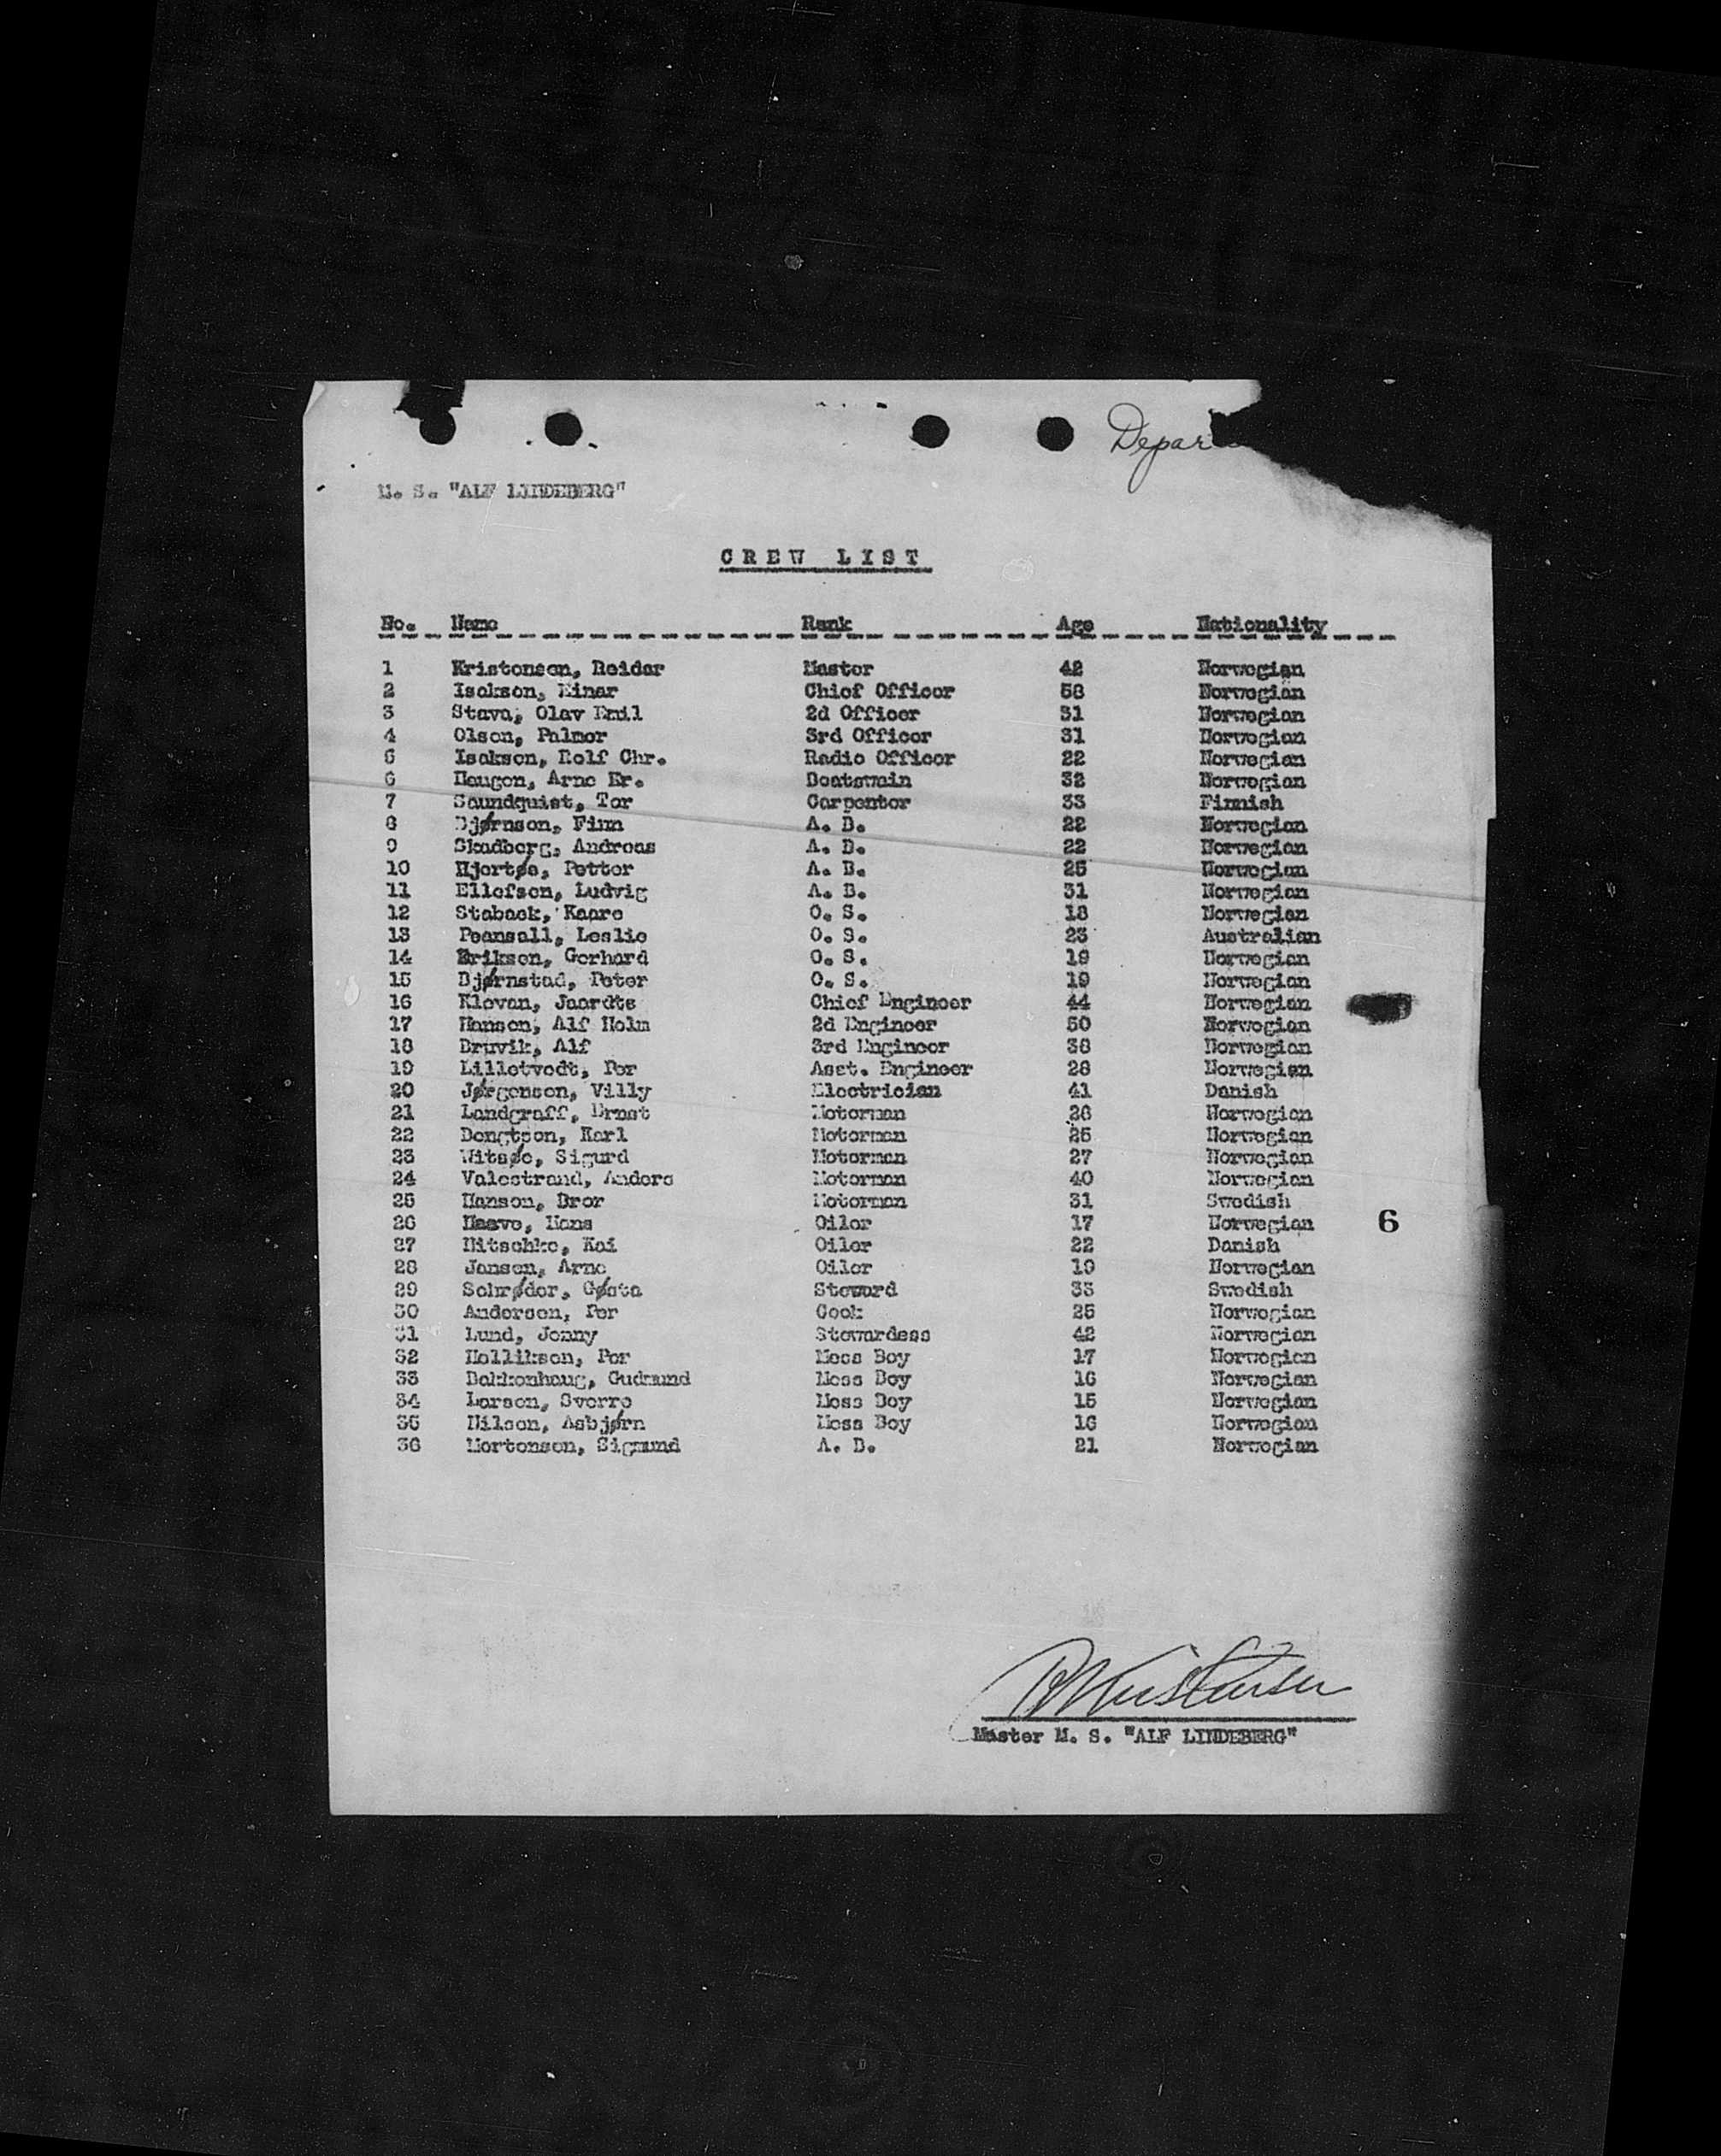 Depar
M. S. "ALF LINDEBERG"
CREW LIST
No. Name Rank Age Nationality
1 Kristensen, Reidar Master 42 Norwegian
2 Isaksen, Einar Chief Officer 58 Norwegian
3 Stava, Olav Emil 2d Officer 31 Norwegian
4 Olsen, Palmer 3rd Officer 31 Norwegian
5 Isaksen, Rolf Chr. Radio Officer 22 Norwegian
6 Haugen, Arne Kr. Boatswain 32 Norwegian
7 Saundquist, Tor Carpenter 33 Finnish
8 Bjørnson, Finn A. B. 22 Norwegian
9 Skadberg, Andreas A. B. 22 Norwegian
10 Hjertøe, Petter A. B. 25 Norwegian
11 Ellefsen, Ludvig A. B. 31 Norwegian
12 Stabaek, Kaare O. S. 18 Norwegian
13 Peansall, Leslie O. S. 23 Australian
14 Eriksen, Gerhard O. S. 19 Norwegian
15 Bjørnstad, Peter O. S. 19 Norwegian
16 Klovan, Chief Engineer 44 Norwegian
17 Hansen, Alf Holm 2d Engineer 50 Norwegian
18 Bruvik, Alf 3rd Engineer 38 Norwegian
19 Lilletvedt, Per Asst. Engineer 28 Norwegian
20 Jørgensen, Villy Electrician 41 Danish
21 Landgraff, Ernst Motorman 26 Norwegian
22 Bengtson, Karl Motorman 25 Norwegian
23 Witsøe, Sigurd Motorman 27 Norwegian
24 Valestrand, Anders Motorman 40 Norwegian
25 Hanson, Bror Motorman 31 Swedish
26 Haave, Hans Oiler 17 Norwegian 6
27 Nitschke, Kai Oiler 22 Danish
28 Jansen, Arne Oiler 19 Norwegian
29 Schrøder, Gøsta Steward 33 Swedish
30 Andersen, Per Cook 25 Norwegian
31 Lund, Jenny Stewardess 42 Norwegian
32 Helliksen, Per Mess Boy 17 Norwegian
33 Bakkenhaug, Gudmund Mess Boy 16 Norwegian
34 Larsen, Sverre Mess Boy 15 Norwegian
35 Nilsen, Asbjørn Mess Boy 16 Norwegian
36 Mortensen, Sigmund A. B. 21 Norwegian
RKristensen
Master M. S. "ALF LINDEBERG"